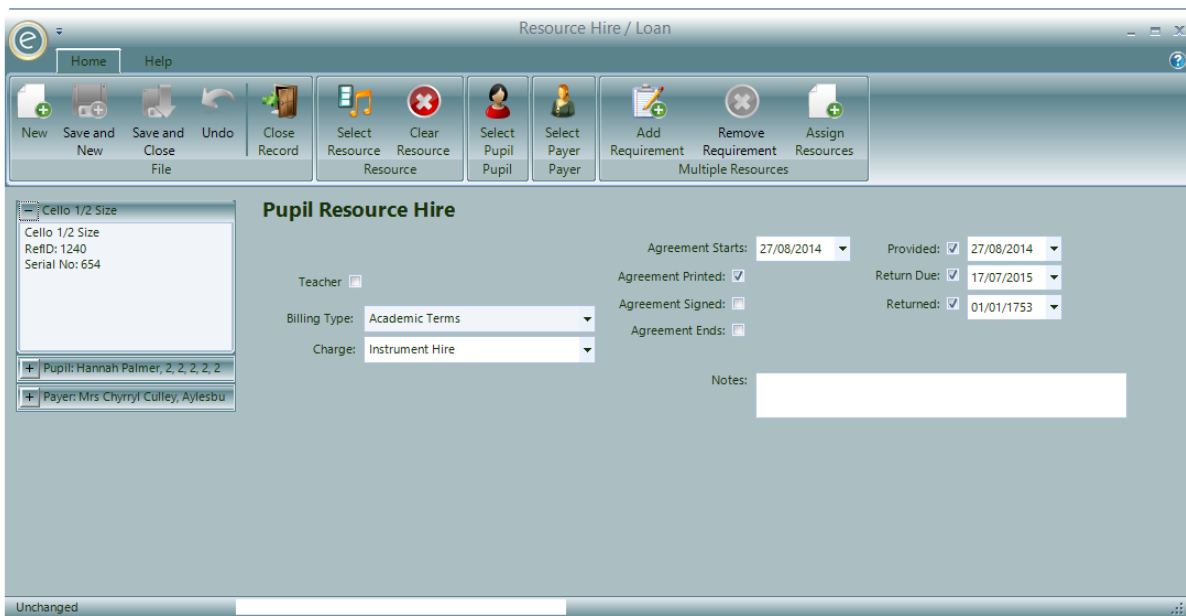 Resource Hire / Loan
e
Home Help
New Save and New Save and Close Undo Close Record Select Resource Clear Resource Select Pupil Select Payer Add Requirement Remove Requirement Assign Resources
File Resource Pupil Payer Multiple Resources
Cello 1/2 Size
Cello 1/2 Size
RefID: 1240
Serial No: 654
Pupil: Hannah Palmer, 2, 2, 2, 2, 2
Payer: Mrs Chyrryl Culley, Aylesbu
Pupil Resource Hire
Agreement Starts: 27/08/2014 Provided: 27/08/2014
Teacher Agreement Printed: Return Due: 17/07/2015
Agreement Signed: Returned: 01/01/1753
Billing Type: Academic Terms
Agreement Ends:
Charge: Instrument Hire
Notes:
Unchanged